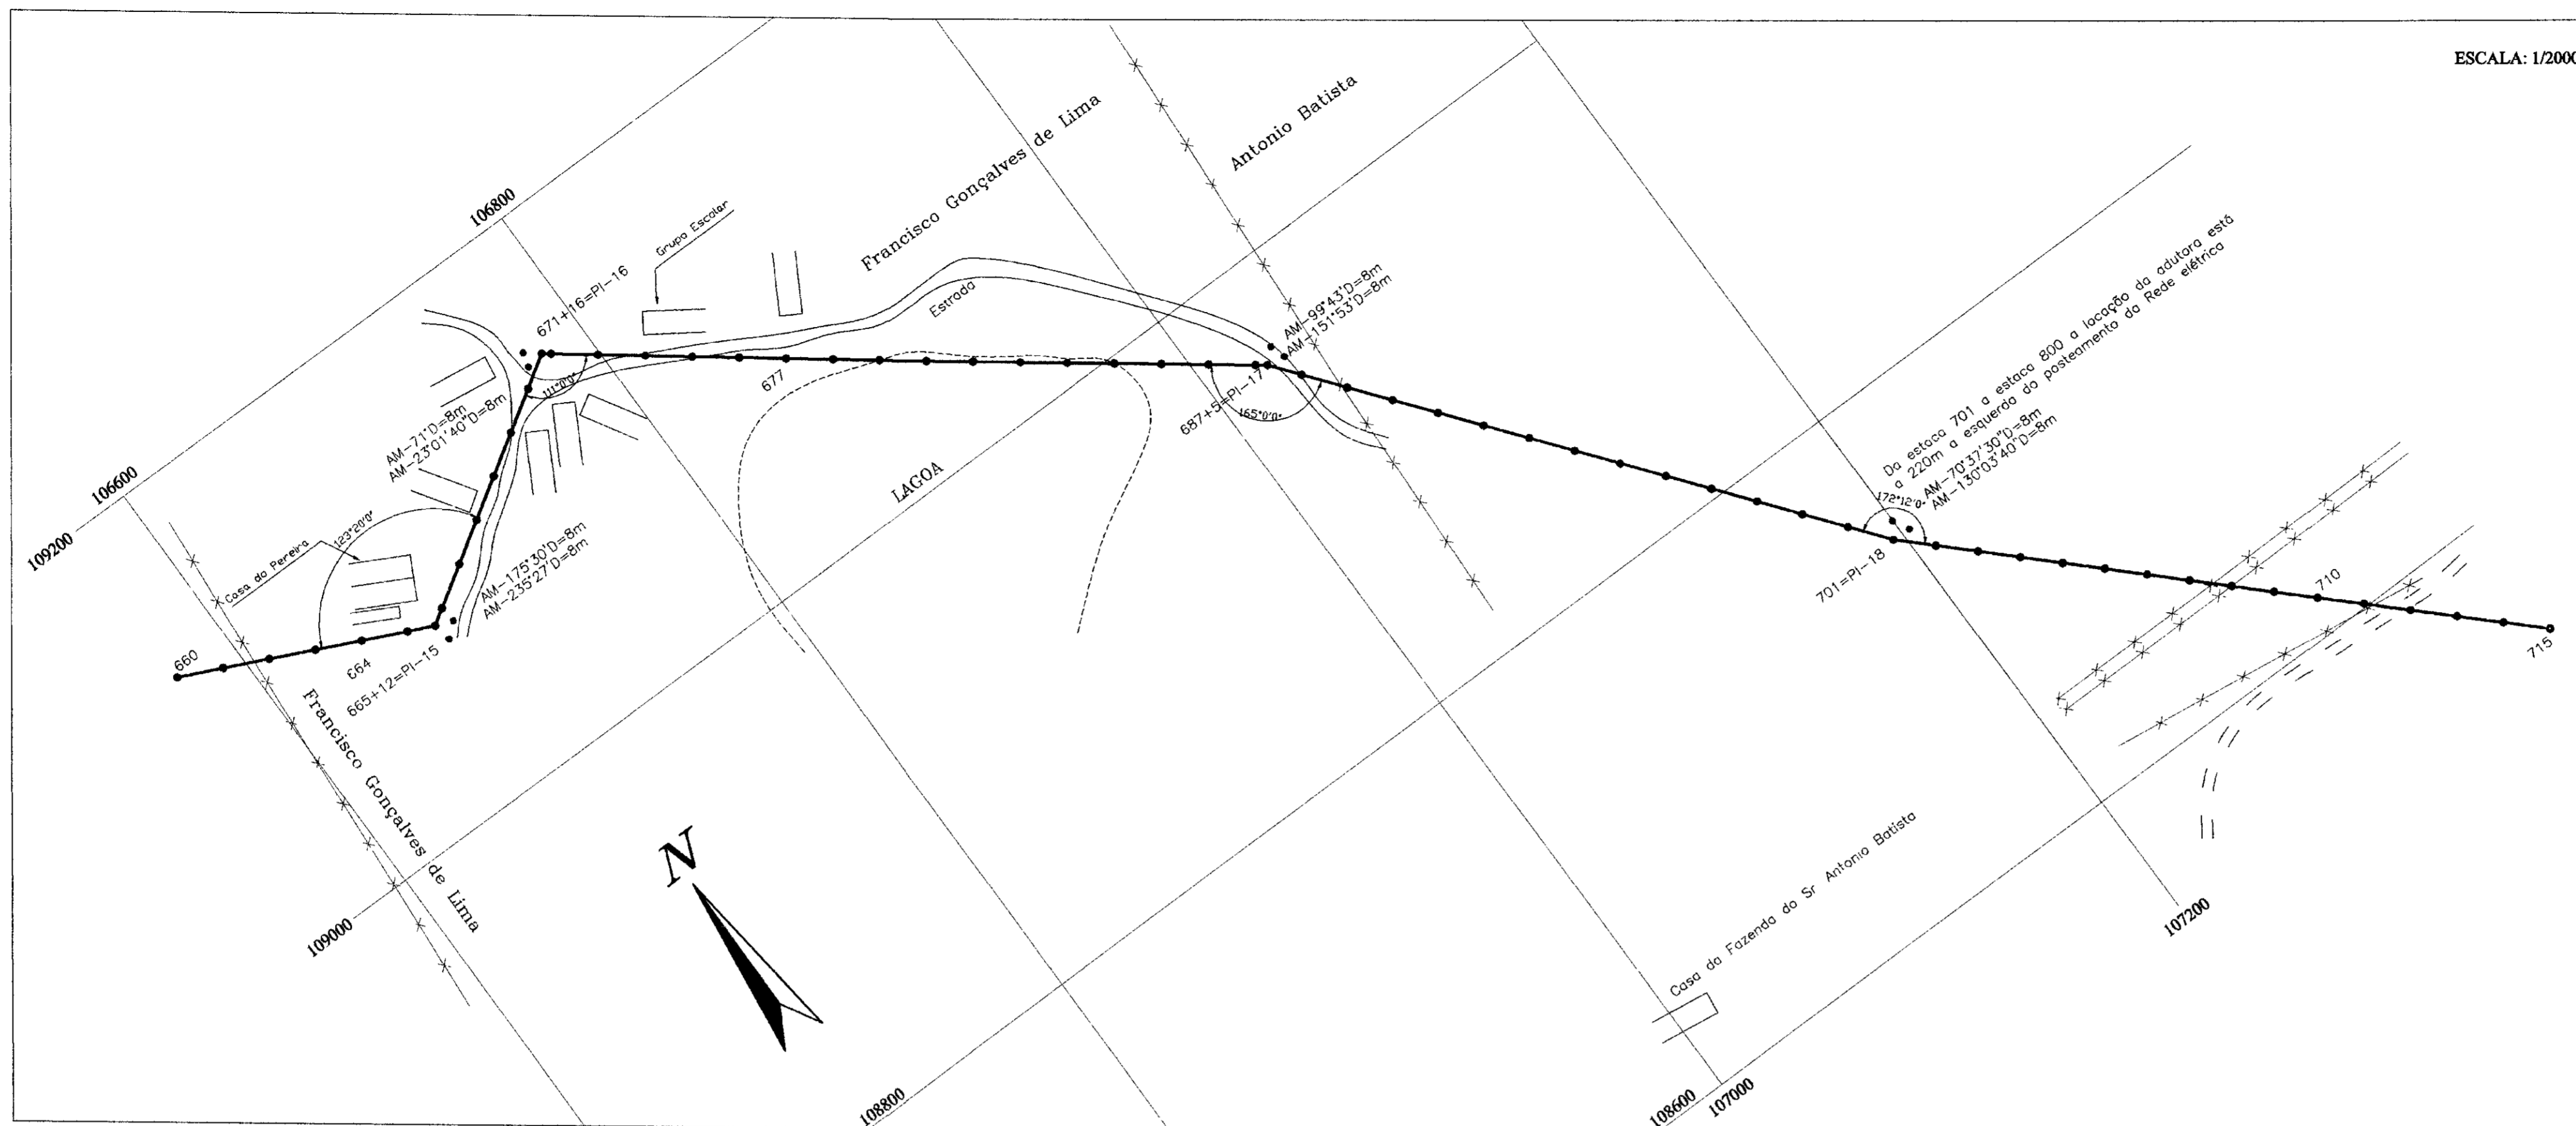 ESCALA: 1/2000
106800
Grupo Escolar
Francisco Gonçalves de Lima
Antonio Batista
671+16=PI-16
Estrada
AM-99°43'D=8m
AM-151°53'D=8m
111°0'0"
677
687+5=PI-17
165°0'0"
Da estaca 701 a estaca 800 a locação da adutora está
a 220m a esquerda do posteamento da Rede elétrica
AM-70°37'30"D=8m
AM-130°03'40"D=8m
172°12'0"
701=PI-18
710
715
AM-71°D=8m
AM-23°01'40"D=8m
106600
109200
123°20'0"
Casa do Pereira
AM-175°30'D=8m
AM-235°27'D=8m
LAGOA
660
664
665+12=PI-15
Francisco Gonçalves de Lima
109000
N
108800
Casa da Fazenda do Sr Antonio Batista
107200
108600
107000